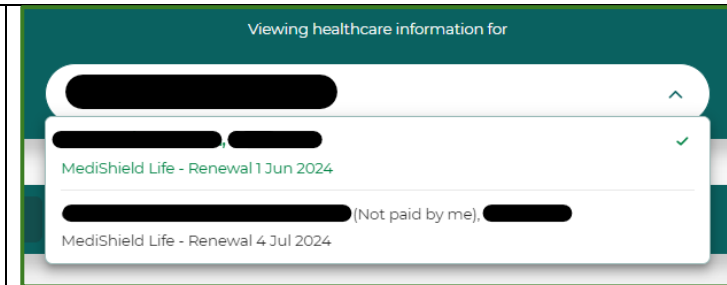 Viewing healthcare information for
,
MediShield Life - Renewal 1 Jun 2024
(Not paid by me),
MediShield Life - Renewal 4 Jul 2024